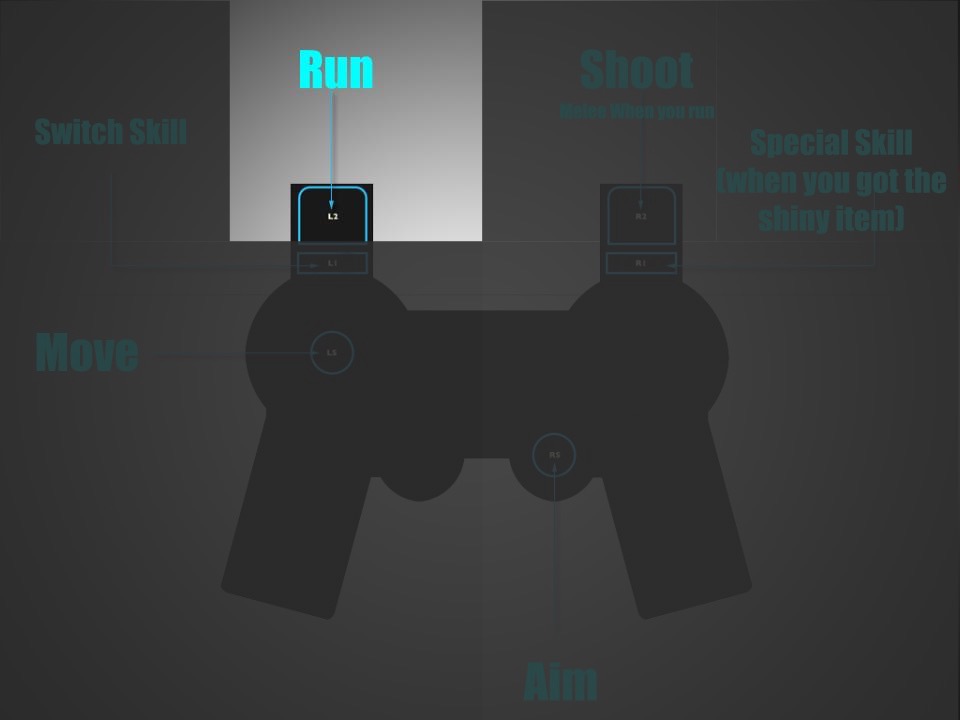 Run
Shoot
Melee When you run
Switch Skill
Special Skill
(when you got the
shiny item)
L2
R2
L1
R1
Move
LS
RS
Aim